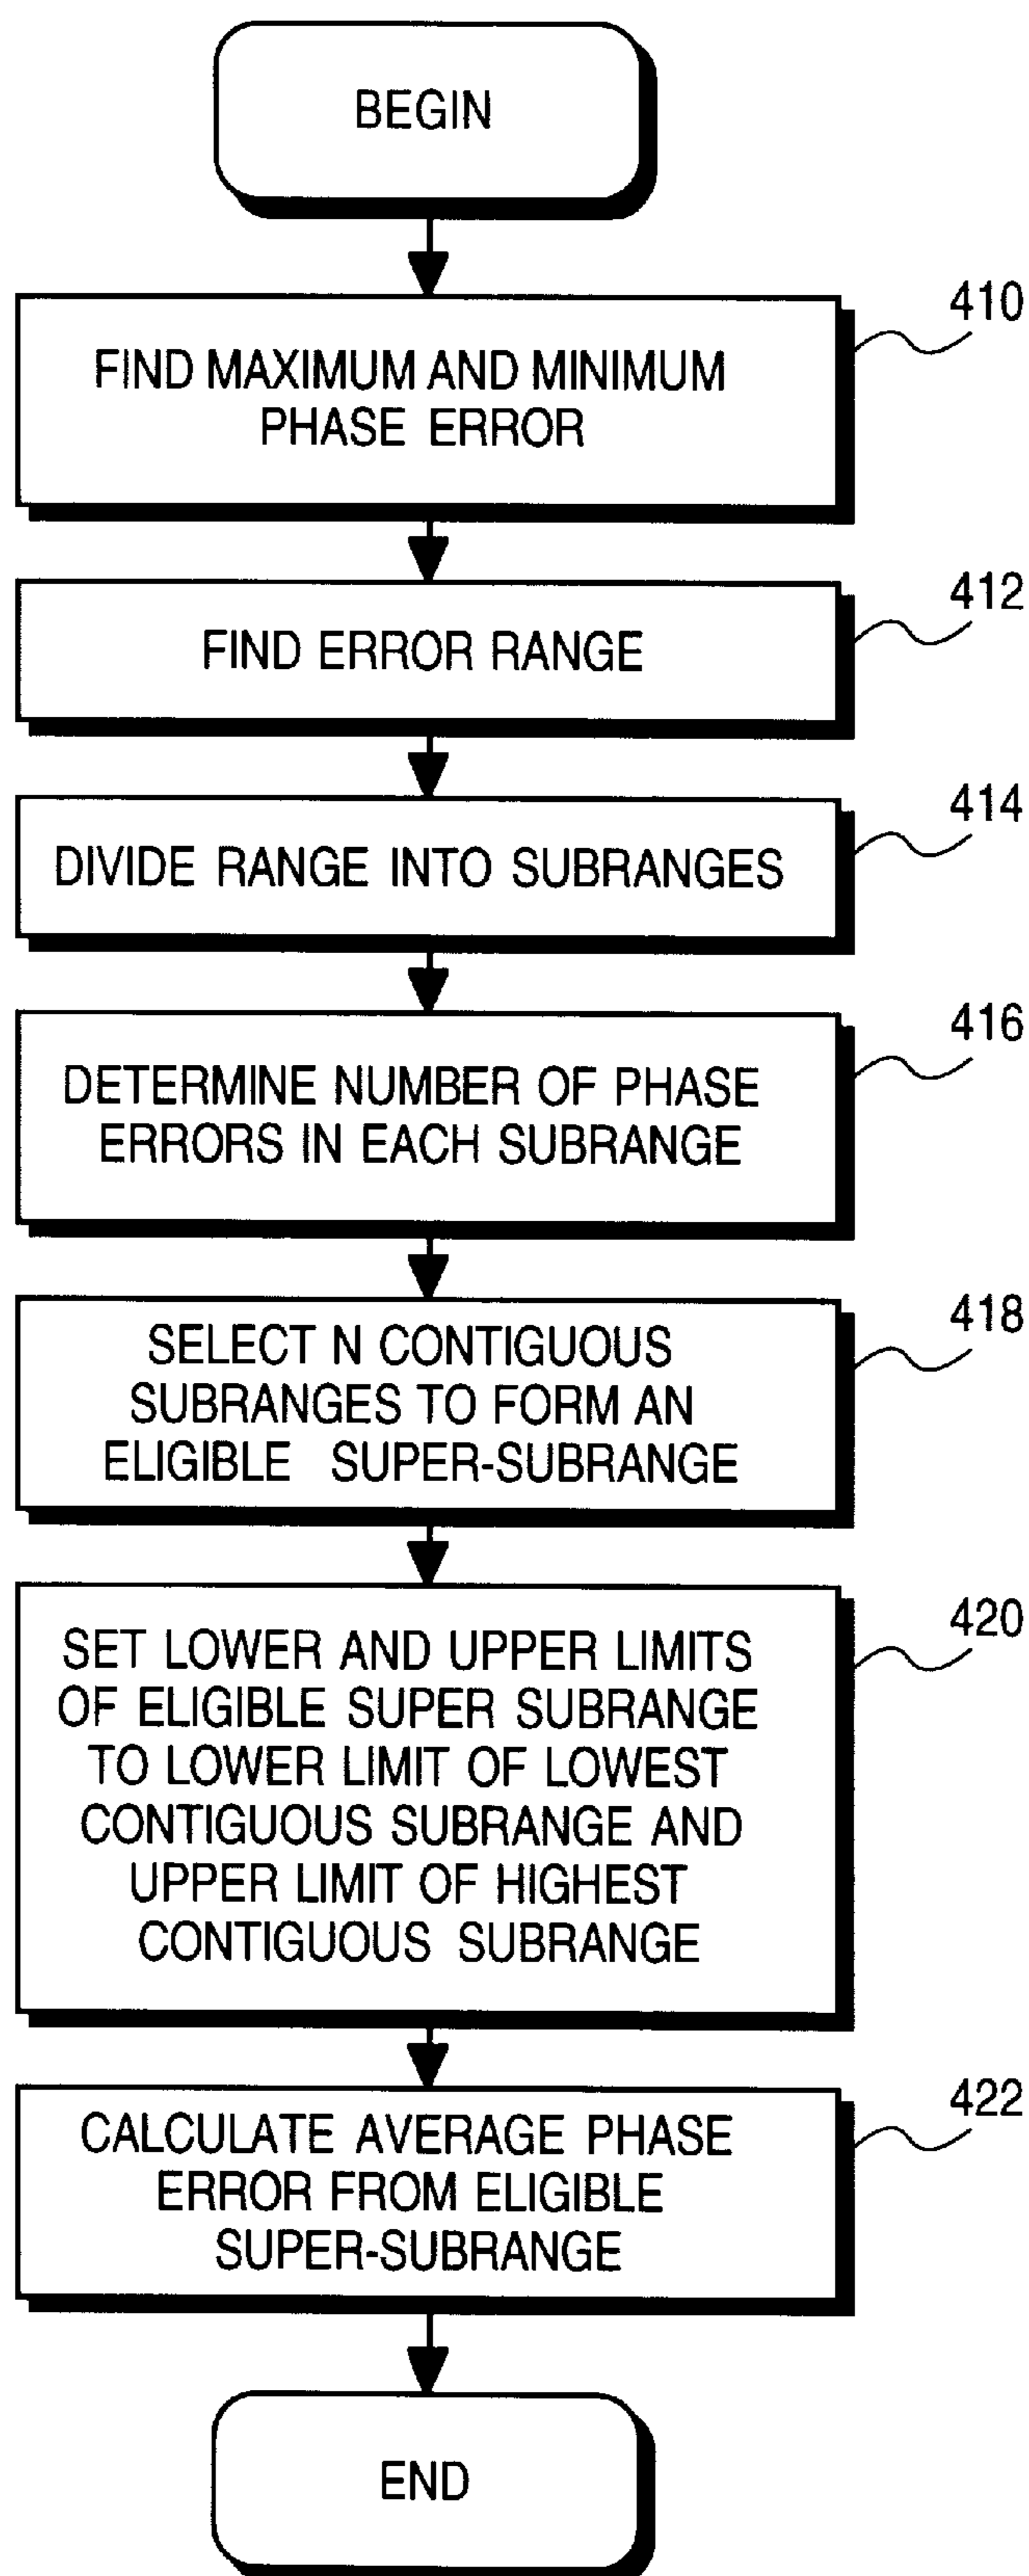 BEGIN
410
FIND MAXIMUM AND MINIMUM
PHASE ERROR
412
FIND ERROR RANGE
414
DIVIDE RANGE INTO SUBRANGES
416
DETERMINE NUMBER OF PHASE
ERRORS IN EACH SUBRANGE
418
SELECT N CONTIGUOUS
SUBRANGES TO FORM AN
ELIGIBLE SUPER-SUBRANGE
420
SET LOWER AND UPPER LIMITS
OF ELIGIBLE SUPER SUBRANGE
TO LOWER LIMIT OF LOWEST
CONTIGUOUS SUBRANGE AND
UPPER LIMIT OF HIGHEST
CONTIGUOUS SUBRANGE
422
CALCULATE AVERAGE PHASE
ERROR FROM ELIGIBLE
SUPER-SUBRANGE
END